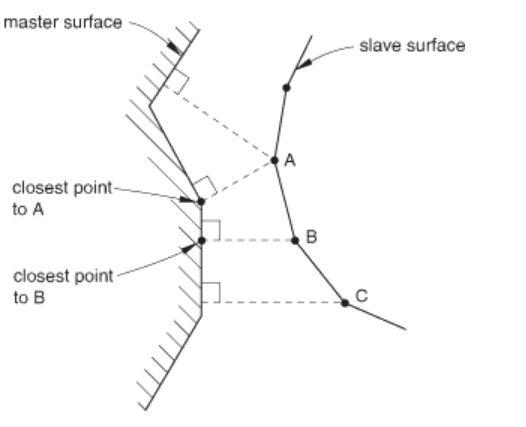 master surface
slave surface
A
closest point
to A
B
closest point
to B
C